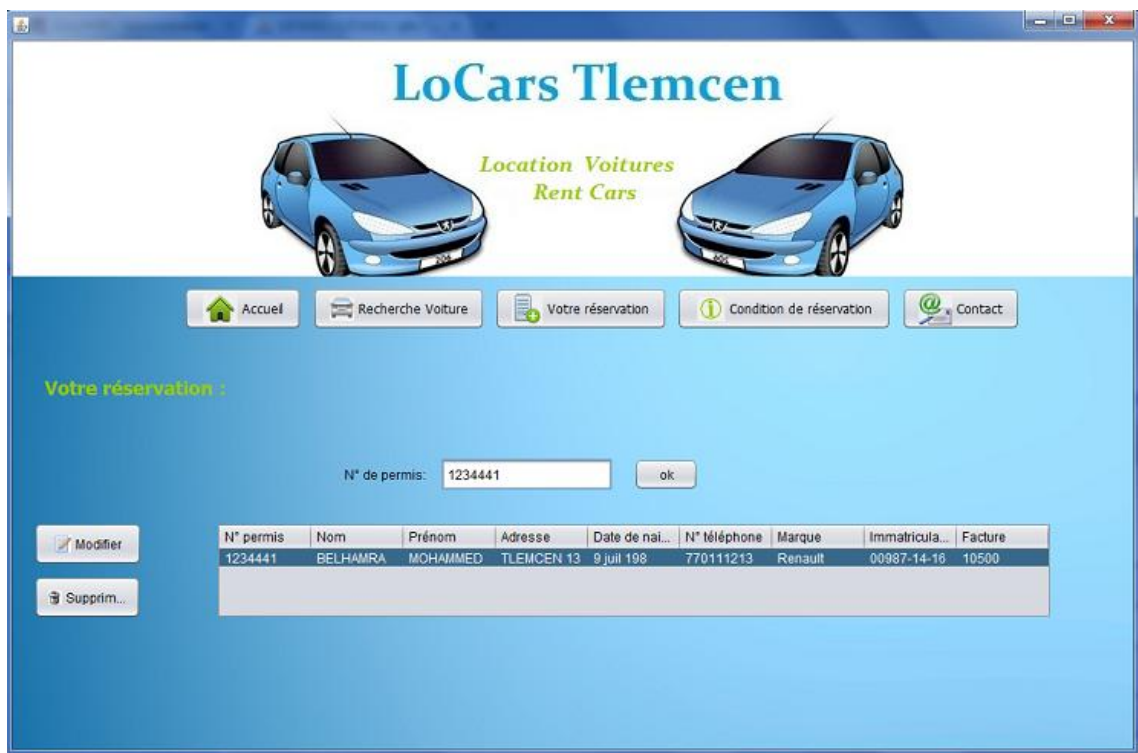 LoCars Tlemcen
Location Voitures
Rent Cars
206
Accueil Recherche Voiture Votre réservation Condition de réservation Contact
Votre réservation :
N° de permis: 1234441 ok
Modifier
Supprim...
N° permis Nom Prénom Adresse Date de nai... N° téléphone Marque Immatricula... Facture
1234441 BELHAMRA MOHAMMED TLEMCEN 13 9 juil 198 770111213 Renault 00987-14-16 10500